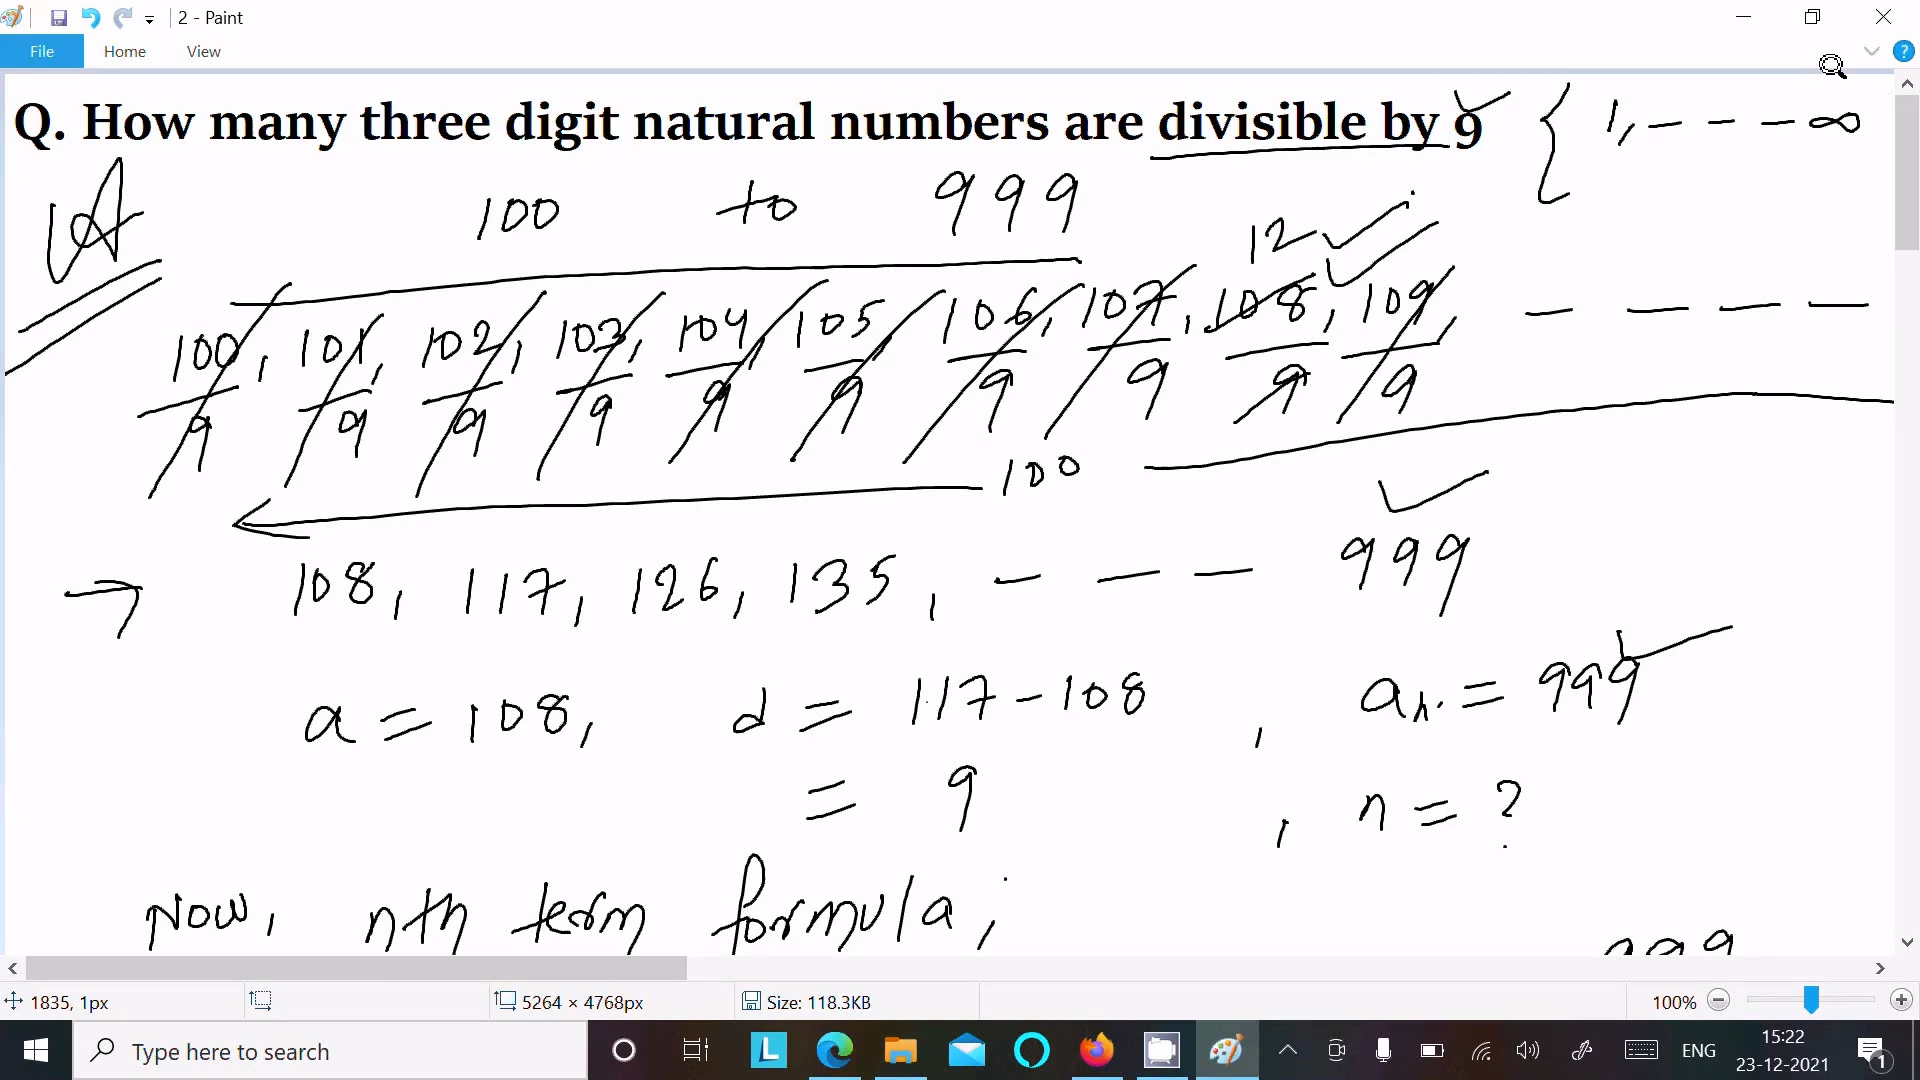 2 - Paint
File Home View
Q. How many three digit natural numbers are divisible by 9 { 1, - - - ∞
100 to 999
12
100, 101, 102, 103, 104, 105, 106, 107, 108, 109, - - - -
9 9 9 9 9 9 9 9 9 9
100
→ 108, 117, 126, 135, - - - 999
a = 108, d = 117 - 108, an = 999
= 9, n = ?
Now, nth term formula,
999
1835, 1px 5264 × 4768px Size: 118.3KB 100%
Type here to search
L
ENG
15:22
23-12-2021
1